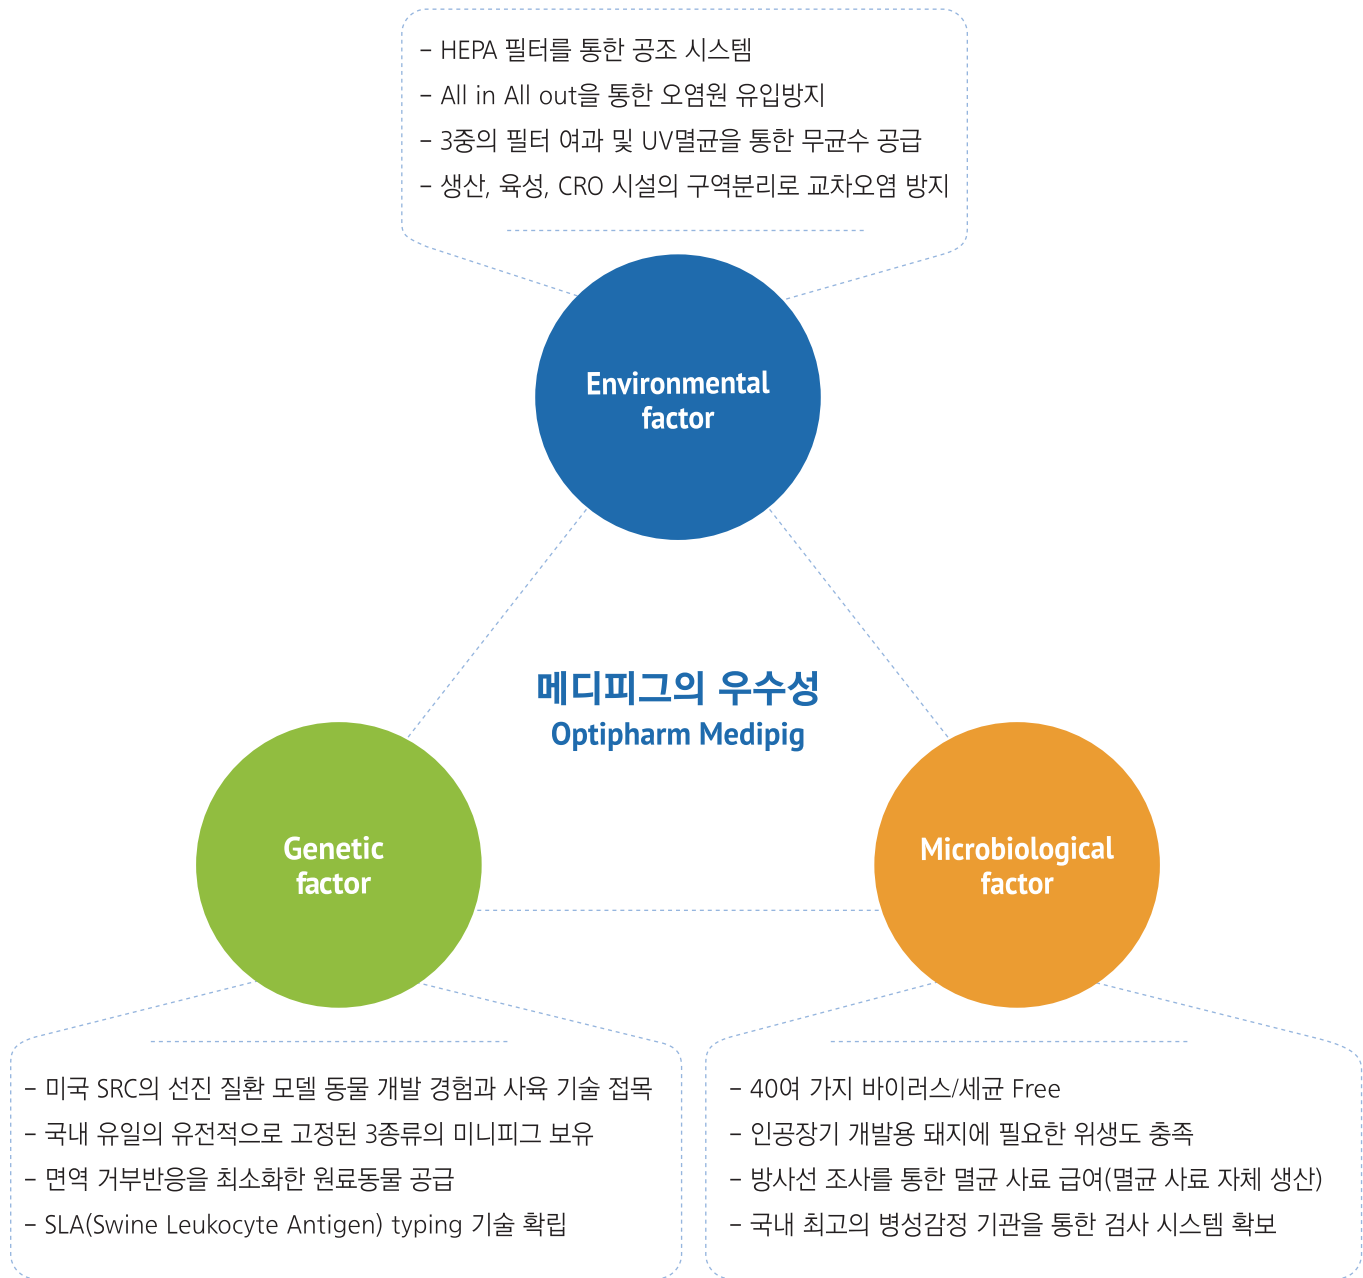 - HEPA 필터를 통한 공조 시스템
- All in All out을 통한 오염원 유입방지
- 3중의 필터 여과 및 UV멸균을 통한 무균수 공급
- 생산, 육성, CRO 시설의 구역분리로 교차오염 방지
Environmental
factor
메디피그의 우수성
Optipharm Medipig
Genetic
factor
Microbiological
factor
- 미국 SRC의 선진 질환 모델 동물 개발 경험과 사육 기술 접목
- 국내 유일의 유전적으로 고정된 3종류의 미니피그 보유
- 면역 거부반응을 최소화한 원료동물 공급
- SLA(Swine Leukocyte Antigen) typing 기술 확립
- 40여 가지 바이러스/세균 Free
- 인공장기 개발용 돼지에 필요한 위생도 충족
- 방사선 조사를 통한 멸균 사료 급여(멸균 사료 자체 생산)
- 국내 최고의 병성감정 기관을 통한 검사 시스템 확보